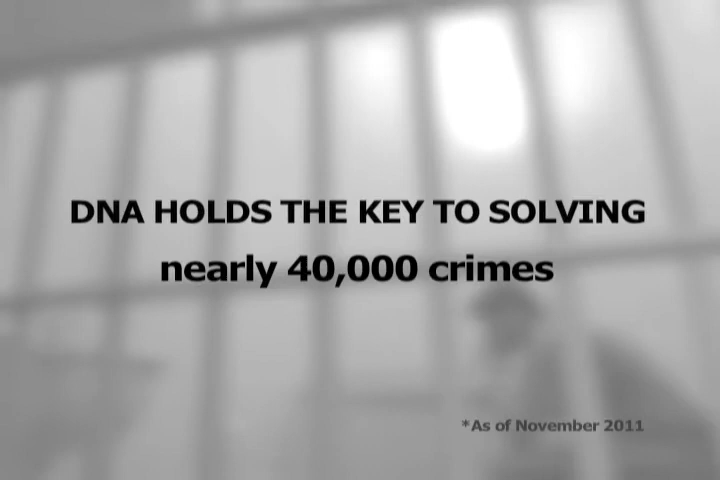 DNA HOLDS THE KEY TO SOLVING
nearly 40,000 crimes
*As of November 2011